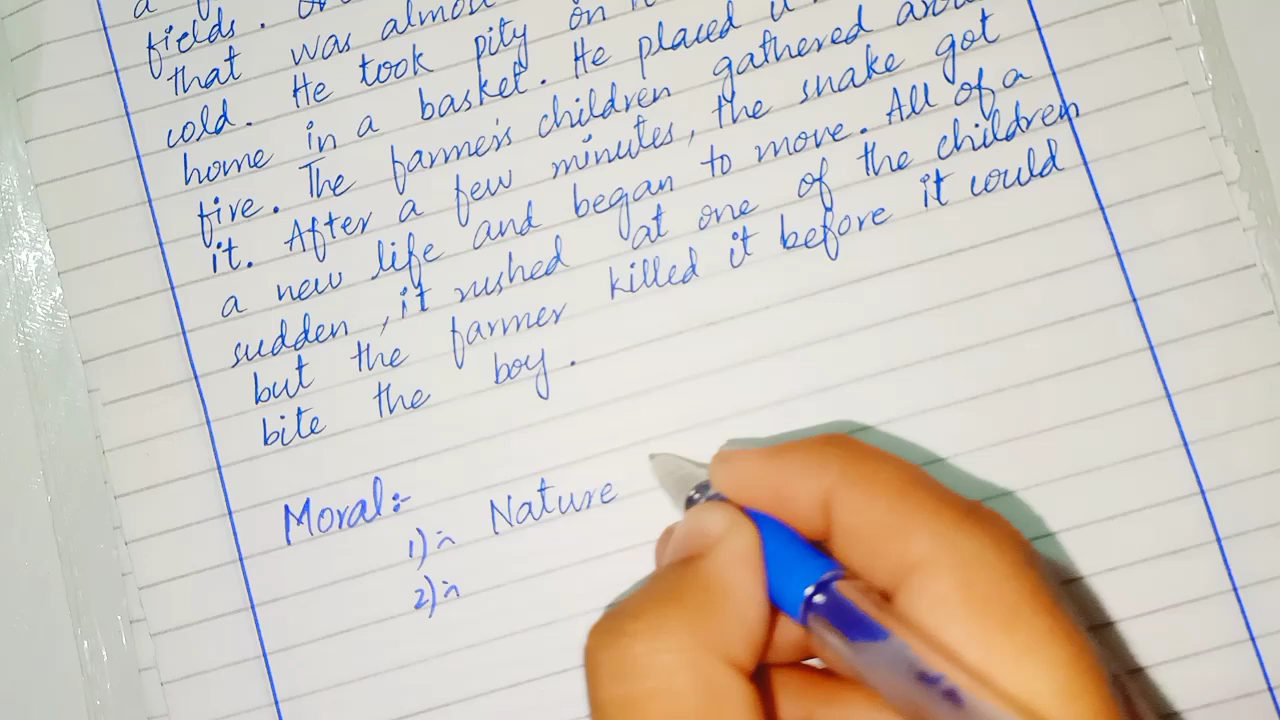 fields.
that was almost
cold. He took pity on
home in a basket. He placed
fire. The farmer's children gathered
it. After a few minutes, the snake got
a new life and began to move. All of a
sudden, it rushed at one of the children
but the farmer killed it before it could
bite the boy.
Moral:-
1)~ Nature
2)~